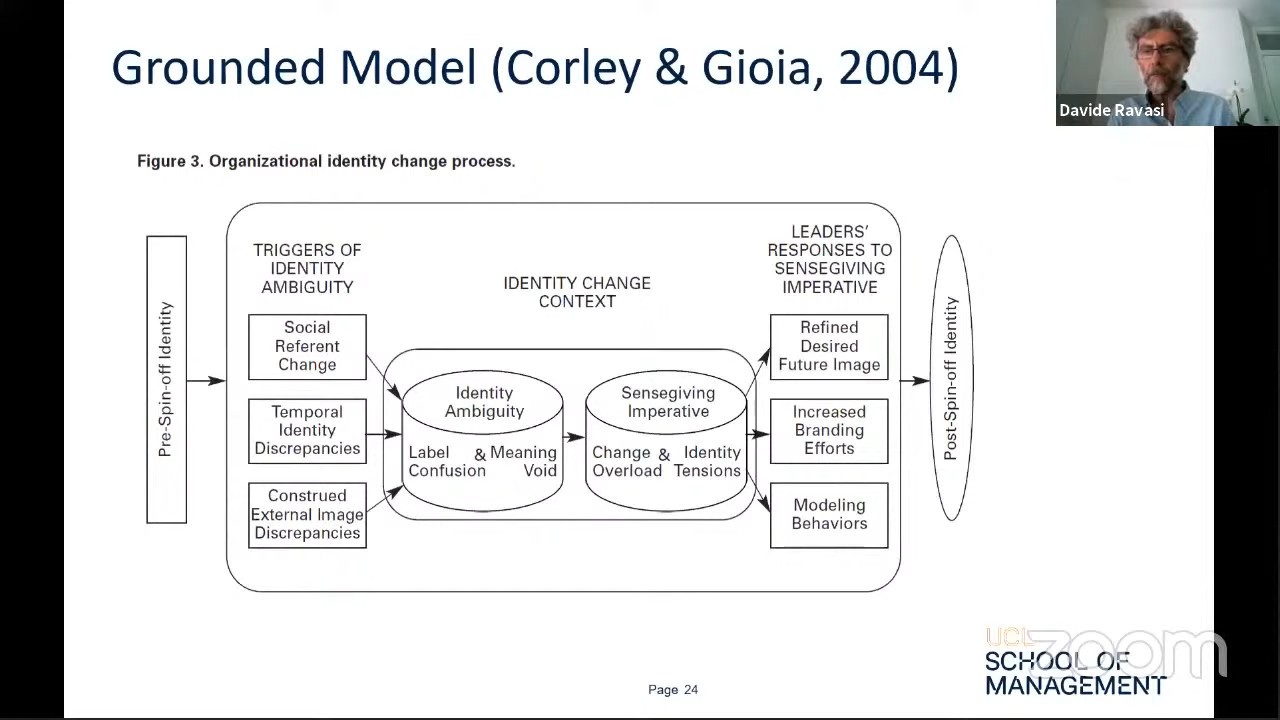 Grounded Model (Corley & Gioia, 2004)
Davide Ravasi
Figure 3. Organizational identity change process.
Pre-Spin-off Identity
TRIGGERS OF
IDENTITY
AMBIGUITY
Social
Referent
Change
Temporal
Identity
Discrepancies
Construed
External Image
Discrepancies
IDENTITY CHANGE
CONTEXT
Identity
Ambiguity
Label & Meaning
Confusion Void
Sensegiving
Imperative
Change & Identity
Overload Tensions
LEADERS’
RESPONSES TO
SENSEGIVING
IMPERATIVE
Refined
Desired
Future Image
Increased
Branding
Efforts
Modeling
Behaviors
Post-Spin-off Identity
UCL
zoom
SCHOOL OF
MANAGEMENT
Page 24